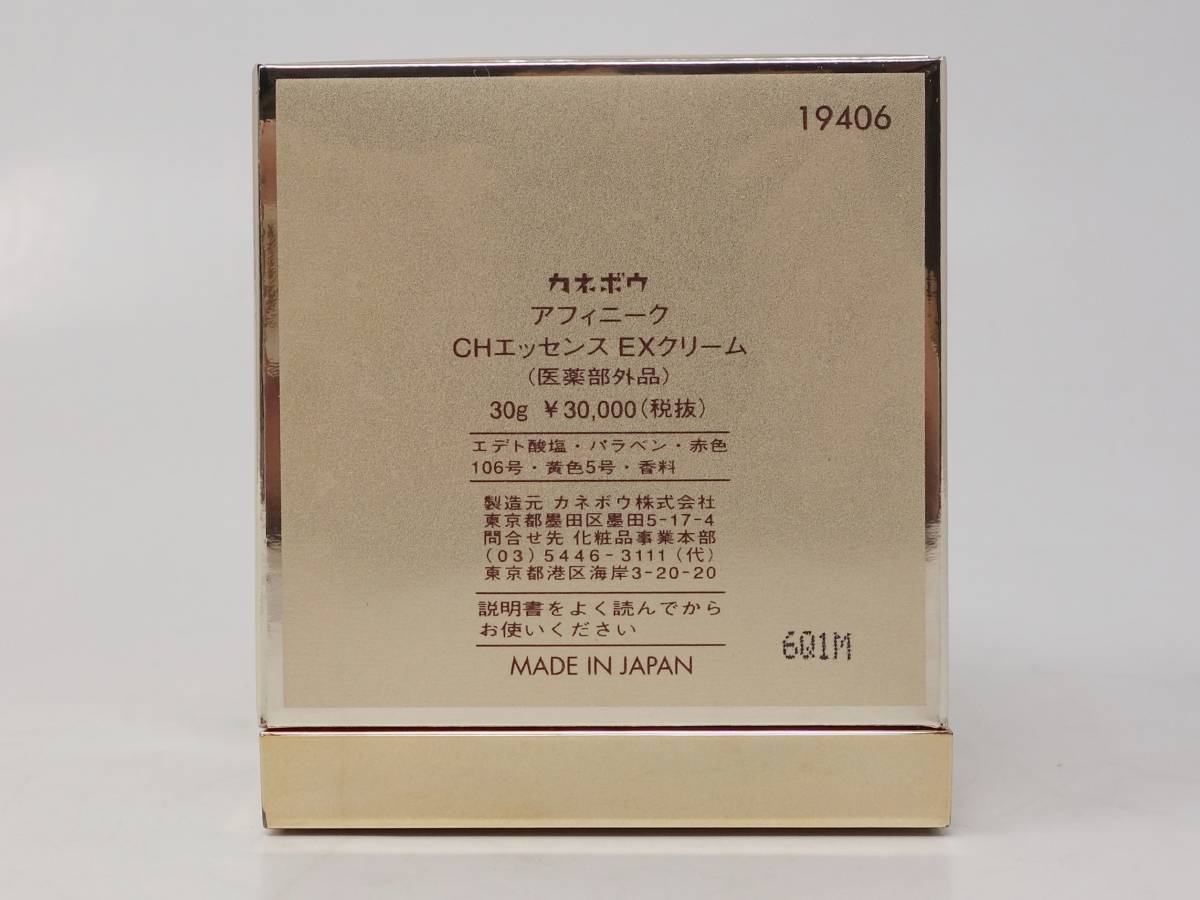 19406
カネボウ
アフィニーク
CHエッセンス EXクリーム
(医薬部外品)
30g ¥30,000(税抜)
エデト酸塩・パラベン・赤色
106号・黄色5号・香料
製造元 カネボウ株式会社
東京都墨田区墨田5-17-4
問合せ先 化粧品事業本部
(03)5446-3111(代)
東京都港区海岸3-20-20
説明書をよく読んでから
お使いください
6Q1M
MADE IN JAPAN